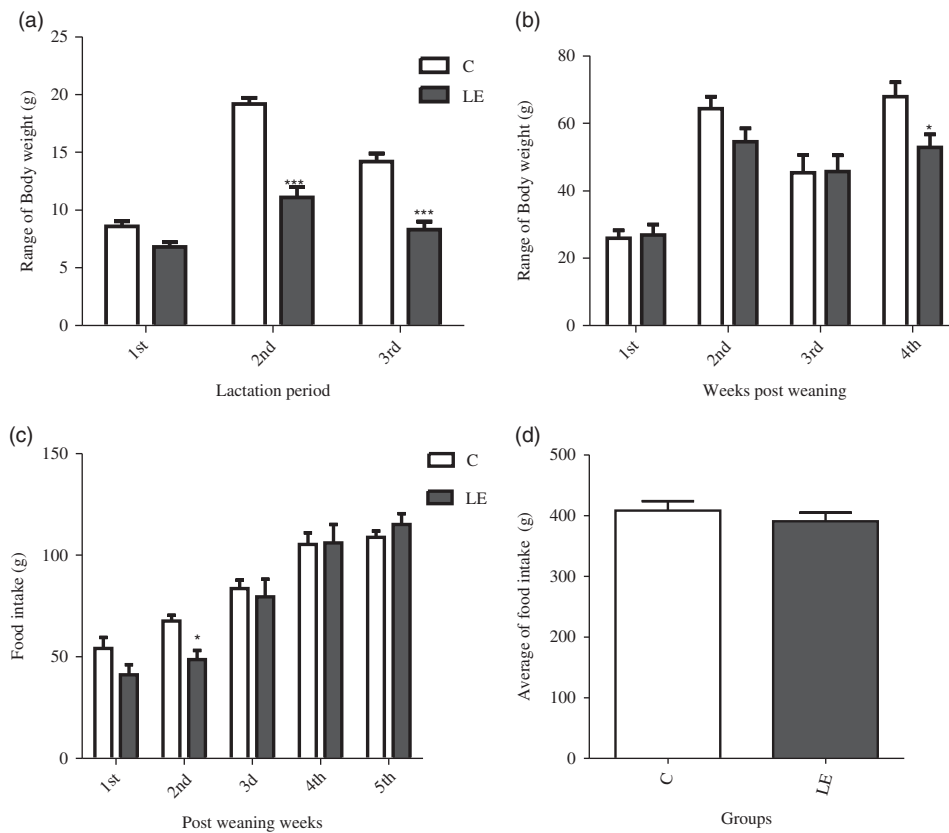 (a)
25
20
15
10
5
0
Range of Body weight (g)
C
LE
***
***
1st
2nd
3rd
Lactation period
(b)
80
60
40
20
0
Range of Body weight (g)
*
1st
2nd
3rd
4th
Weeks post weaning
(c)
150
100
50
0
Food intake (g)
C
LE
*
1st
2nd
3d
4th
5th
Post weaning weeks
(d)
500
400
300
200
100
0
Average of food intake (g)
C
LE
Groups